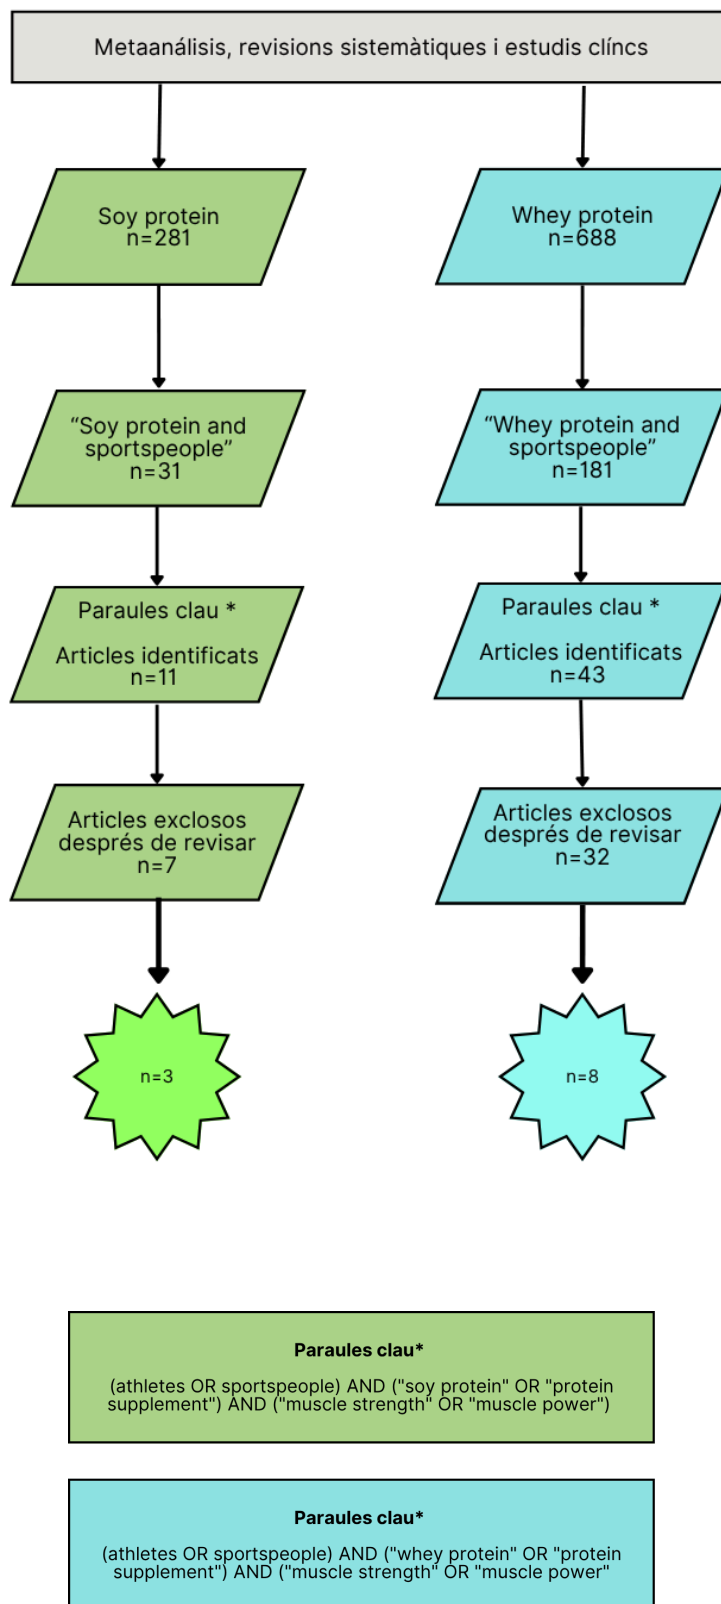 Metaanálisis, revisions sistemàtiques i estudis clíncs
Soy protein
n=281
Whey protein
n=688
“Soy protein and
sportspeople”
n=31
“Whey protein and
sportspeople”
n=181
Paraules clau *
Articles identificats
n=11
Paraules clau *
Articles identificats
n=43
Articles exclosos
després de revisar
n=7
Articles exclosos
després de revisar
n=32
n=3
n=8
Paraules clau*
(athletes OR sportspeople) AND ("soy protein" OR "protein
supplement") AND ("muscle strength" OR "muscle power")
Paraules clau*
(athletes OR sportspeople) AND ("whey protein" OR "protein
supplement") AND ("muscle strength" OR "muscle power"